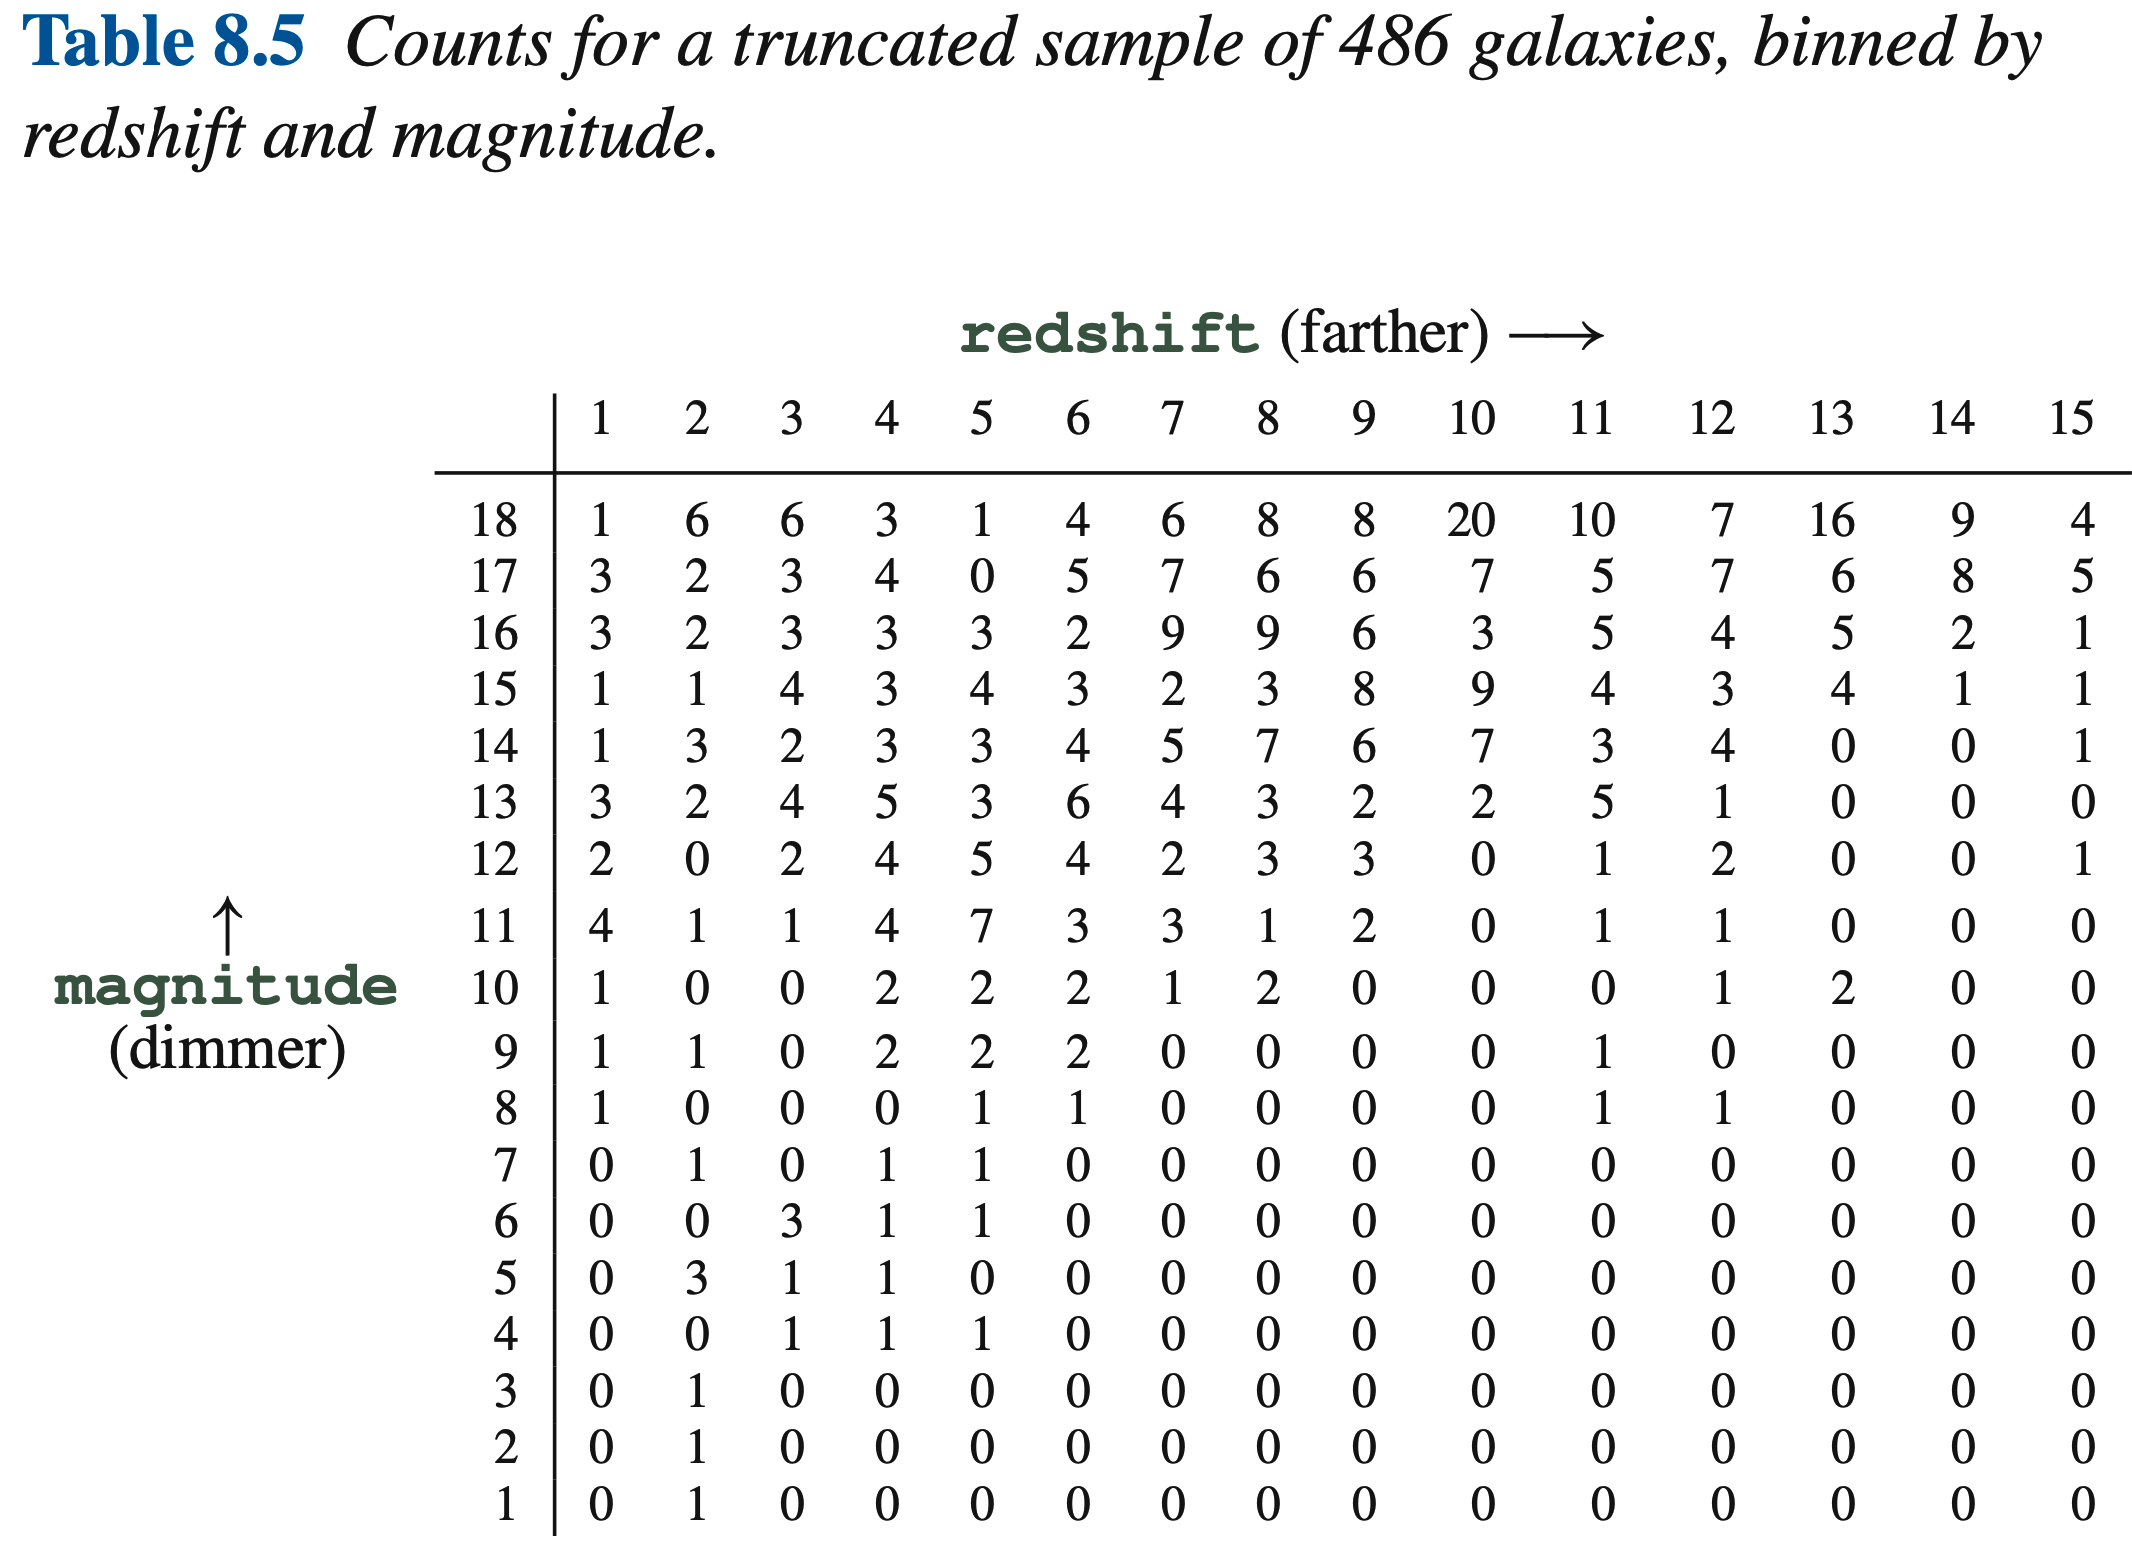 Table 8.5 Counts for a truncated sample of 486 galaxies, binned by
redshift and magnitude.
redshift (farther) ⟶
1 2 3 4 5 6 7 8 9 10 11 12 13 14 15
18 1 6 6 3 1 4 6 8 8 20 10 7 16 9 4
17 3 2 3 4 0 5 7 6 6 7 5 7 6 8 5
16 3 2 3 3 3 2 9 9 6 3 5 4 5 2 1
15 1 1 4 3 4 3 2 3 8 9 4 3 4 1 1
14 1 3 2 3 3 4 5 7 6 7 3 4 0 0 1
13 3 2 4 5 3 6 4 3 2 2 5 1 0 0 0
12 2 0 2 4 5 4 2 3 3 0 1 2 0 0 1
↑ 11 4 1 1 4 7 3 3 1 2 0 1 1 0 0 0
magnitude 10 1 0 0 2 2 2 1 2 0 0 0 1 2 0 0
(dimmer) 9 1 1 0 2 2 2 0 0 0 0 1 0 0 0 0
8 1 0 0 0 1 1 0 0 0 0 1 1 0 0 0
7 0 1 0 1 1 0 0 0 0 0 0 0 0 0 0
6 0 0 3 1 1 0 0 0 0 0 0 0 0 0 0
5 0 3 1 1 0 0 0 0 0 0 0 0 0 0 0
4 0 0 1 1 1 0 0 0 0 0 0 0 0 0 0
3 0 1 0 0 0 0 0 0 0 0 0 0 0 0 0
2 0 1 0 0 0 0 0 0 0 0 0 0 0 0 0
1 0 1 0 0 0 0 0 0 0 0 0 0 0 0 0